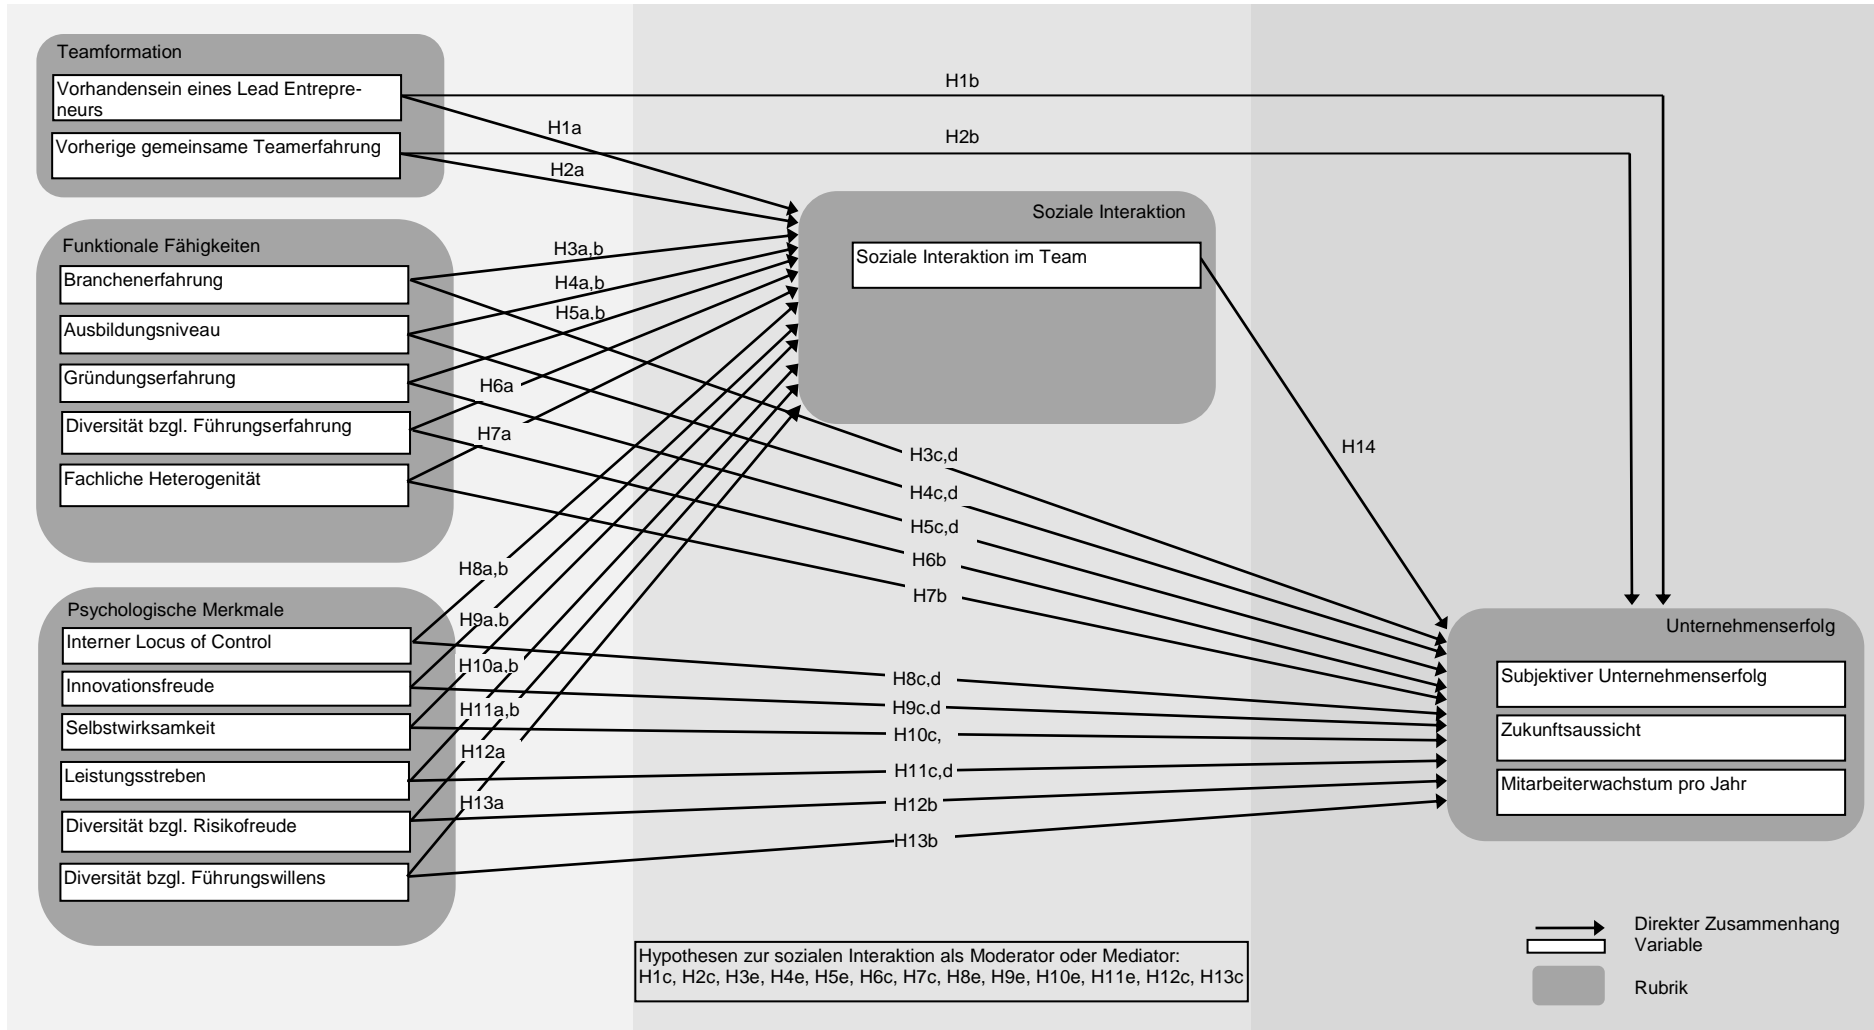 Teamformation
Vorhandensein eines Lead Entrepre-
neurs
Vorherige gemeinsame Teamerfahrung
H1b
H1a
H2b
H2a
Funktionale Fähigkeiten
Branchenerfahrung
Ausbildungsniveau
Gründungserfahrung
Diversität bzgl. Führungserfahrung
Fachliche Heterogenität
H3a,b
H4a,b
H5a,b
H6a
H7a
Soziale Interaktion
Soziale Interaktion im Team
H14
H3c,d
H4c,d
H5c,d
H6b
H7b
Psychologische Merkmale
Interner Locus of Control
Innovationsfreude
Selbstwirksamkeit
Leistungsstreben
Diversität bzgl. Risikofreude
Diversität bzgl. Führungswillens
H8a,b
H9a,b
H10a,b
H11a,b
H12a
H13a
H8c,d
H9c,d
H10c,
H11c,d
H12b
H13b
Unternehmenserfolg
Subjektiver Unternehmenserfolg
Zukunftsaussicht
Mitarbeiterwachstum pro Jahr
Hypothesen zur sozialen Interaktion als Moderator oder Mediator:
H1c, H2c, H3e, H4e, H5e, H6c, H7c, H8e, H9e, H10e, H11e, H12c, H13c
Direkter Zusammenhang
Variable
Rubrik